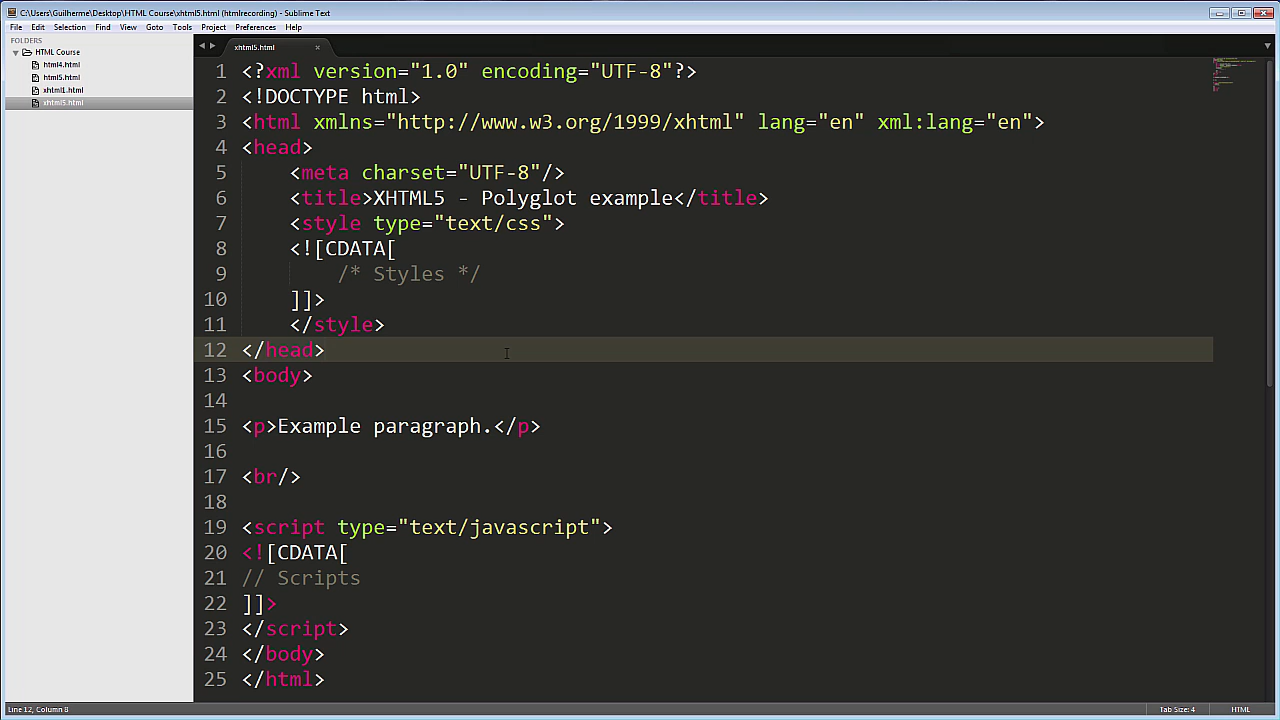 C:\Users\Guilherme\Desktop\HTML Course\xhtml5.html (htmlrecording) - Sublime Text
File Edit Selection Find View Goto Tools Project Preferences Help
FOLDERS
HTML Course
html4.html
html5.html
xhtml1.html
xhtml5.html
xhtml5.html ×
1 <?xml version="1.0" encoding="UTF-8"?>
2 <!DOCTYPE html>
3 <html xmlns="http://www.w3.org/1999/xhtml" lang="en" xml:lang="en">
4 <head>
5     <meta charset="UTF-8"/>
6     <title>XHTML5 - Polyglot example</title>
7     <style type="text/css">
8     <![CDATA[
9         /* Styles */
10     ]]>
11     </style>
12 </head>
13 <body>
14
15 <p>Example paragraph.</p>
16
17 <br/>
18
19 <script type="text/javascript">
20 <![CDATA[
21 // Scripts
22 ]]>
23 </script>
24 </body>
25 </html>
Line 12, Column 8 Tab Size: 4 HTML